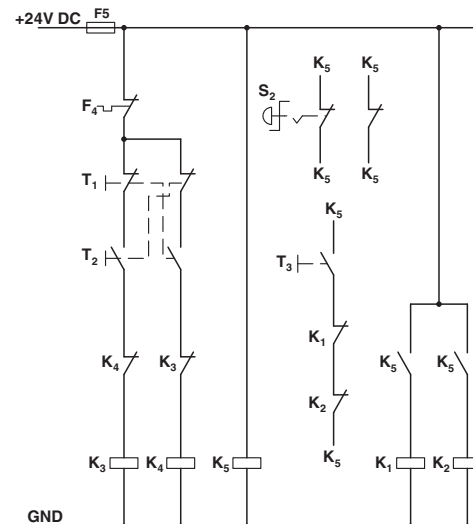 +24V DC F5
K5 K5
S2
F4
K5 K5
T1
K5
T2 T3
K1
K4 K3 K5 K5
K2
K5
K3 K4 K5 K1 K2
GND